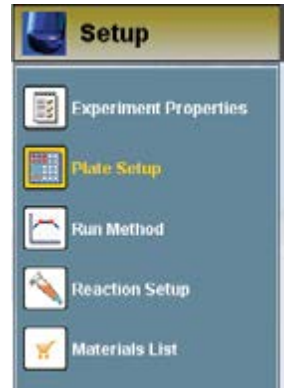 Setup
Experiment Properties
Plate Setup
Run Method
Reaction Setup
Materials List